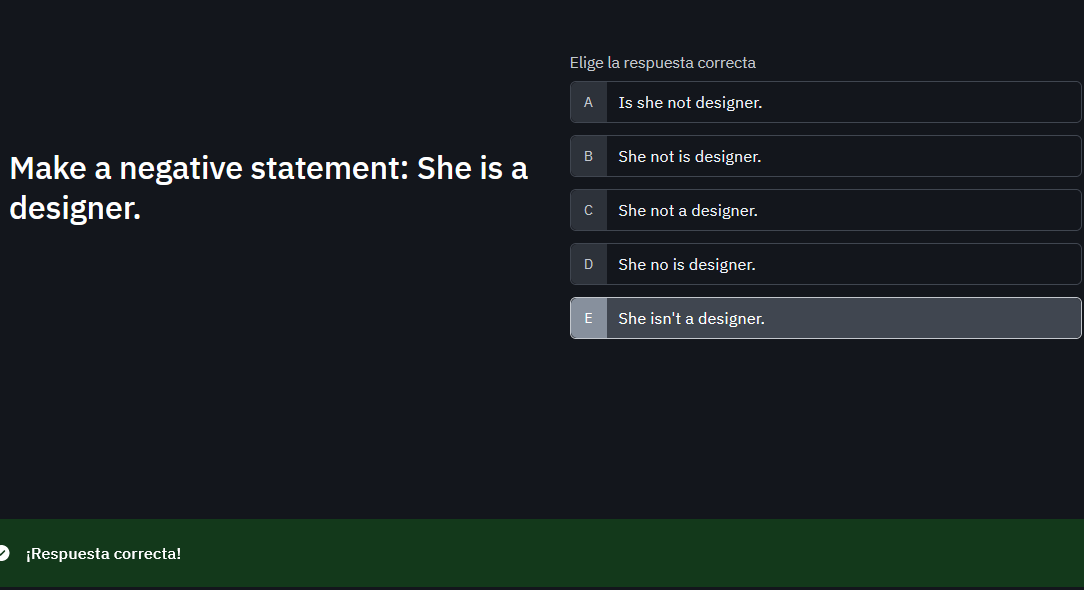 Make a negative statement: She is a
designer.
Elige la respuesta correcta
A Is she not designer.
B She not is designer.
C She not a designer.
D She no is designer.
E She isn't a designer.
¡Respuesta correcta!